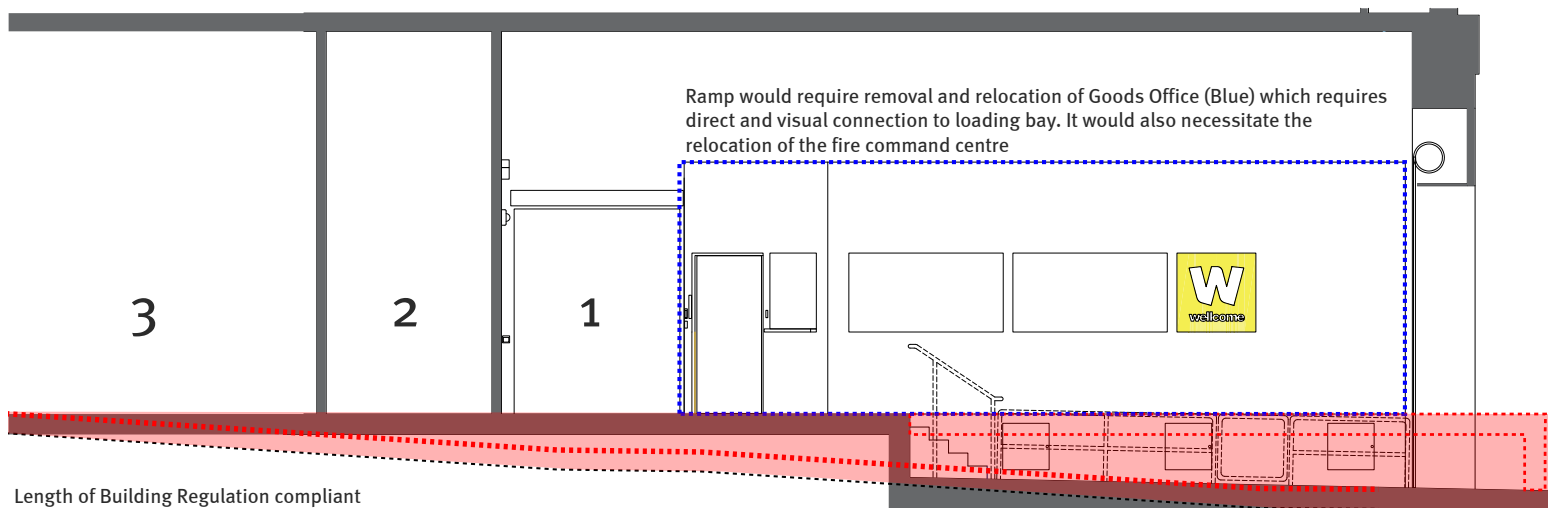 Ramp would require removal and relocation of Goods Office (Blue) which requires
direct and visual connection to loading bay. It would also necessitate the
relocation of the fire command centre
3
2
1
W
wellcome
Length of Building Regulation compliant